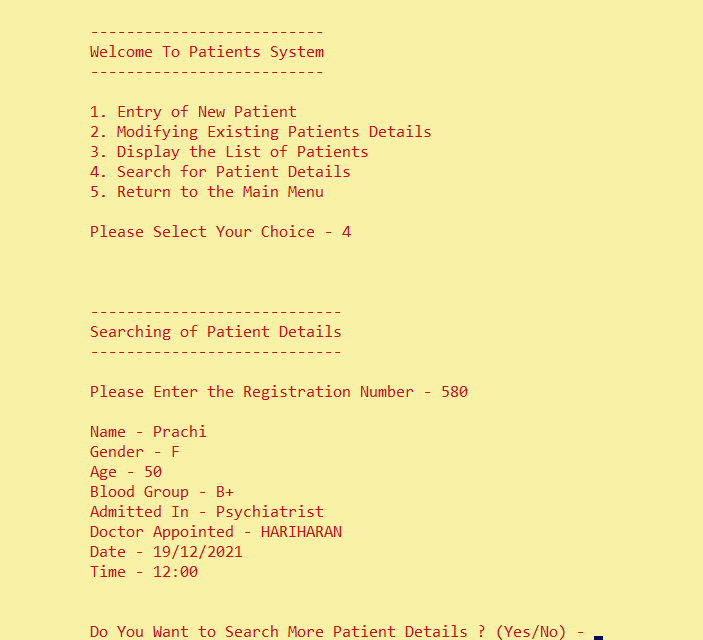 --------------------------
Welcome To Patients System
--------------------------
1. Entry of New Patient
2. Modifying Existing Patients Details
3. Display the List of Patients
4. Search for Patient Details
5. Return to the Main Menu
Please Select Your Choice - 4
----------------------------
Searching of Patient Details
----------------------------
Please Enter the Registration Number - 580
Name - Prachi
Gender - F
Age - 50
Blood Group - B+
Admitted In - Psychiatrist
Doctor Appointed - HARIHARAN
Date - 19/12/2021
Time - 12:00
Do You Want to Search More Patient Details ? (Yes/No) -